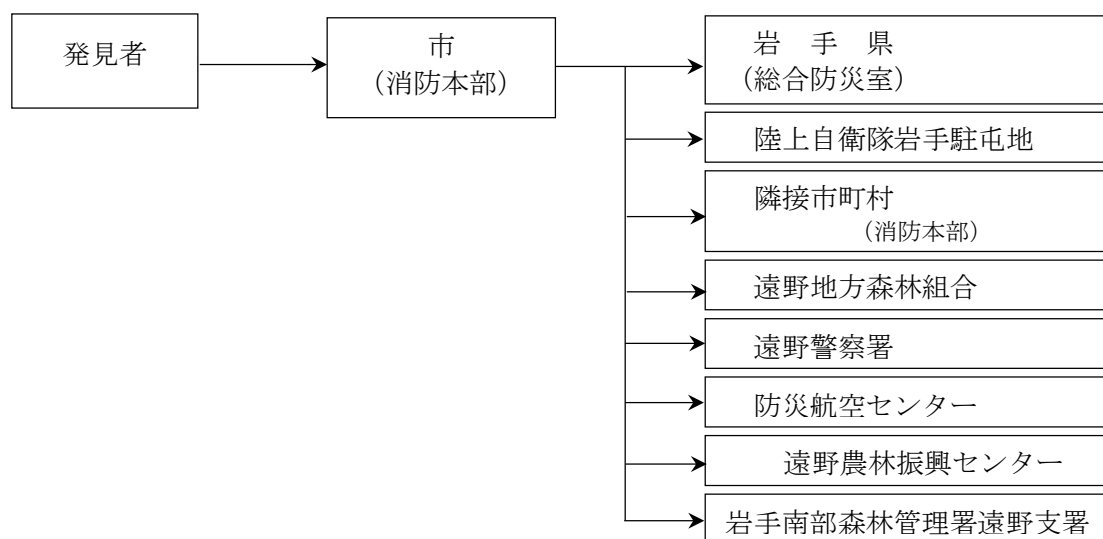 発見者
市
（消防本部）
岩　手　県
（総合防災室）
陸上自衛隊岩手駐屯地
隣接市町村
（消防本部）
遠野地方森林組合
遠野警察署
防災航空センター
遠野農林振興センター
岩手南部森林管理署遠野支署